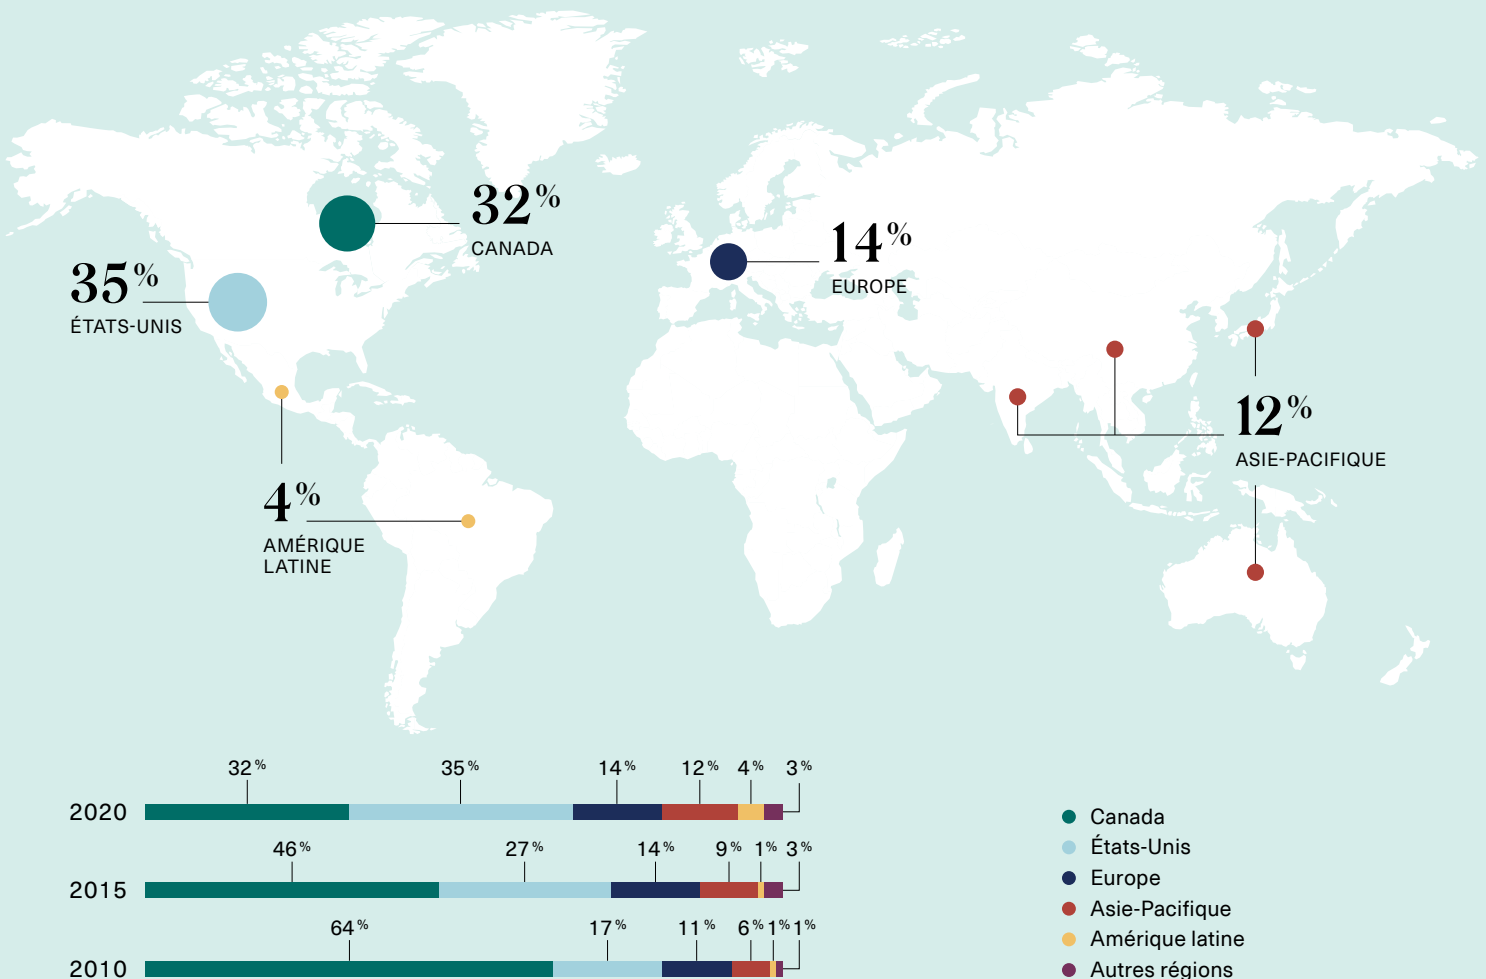 32 %
CANADA
14 %
EUROPE
35 %
ÉTATS-UNIS
12 %
ASIE-PACIFIQUE
4 %
AMÉRIQUE
LATINE
32 % 35 % 14 % 12 % 4 % 3 %
2020
46 % 27 % 14 % 9 % 1 % 3 %
2015
64 % 17 % 11 % 6 % 1 % 1 %
2010
Canada
États-Unis
Europe
Asie-Pacifique
Amérique latine
Autres régions